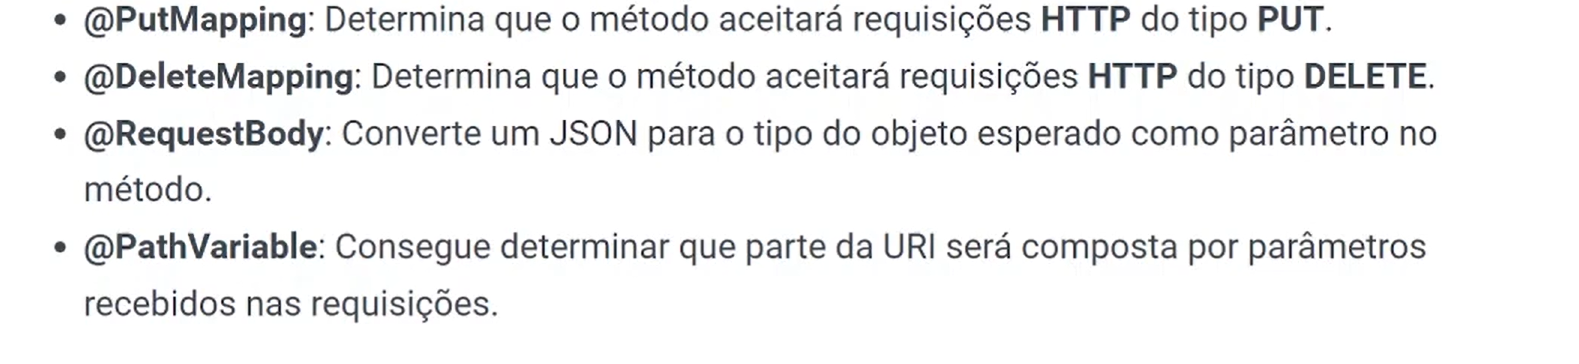 • @PutMapping: Determina que o método aceitará requisições HTTP do tipo PUT.
• @DeleteMapping: Determina que o método aceitará requisições HTTP do tipo DELETE.
• @RequestBody: Converte um JSON para o tipo do objeto esperado como parâmetro no
método.
• @PathVariable: Consegue determinar que parte da URI será composta por parâmetros
recebidos nas requisições.